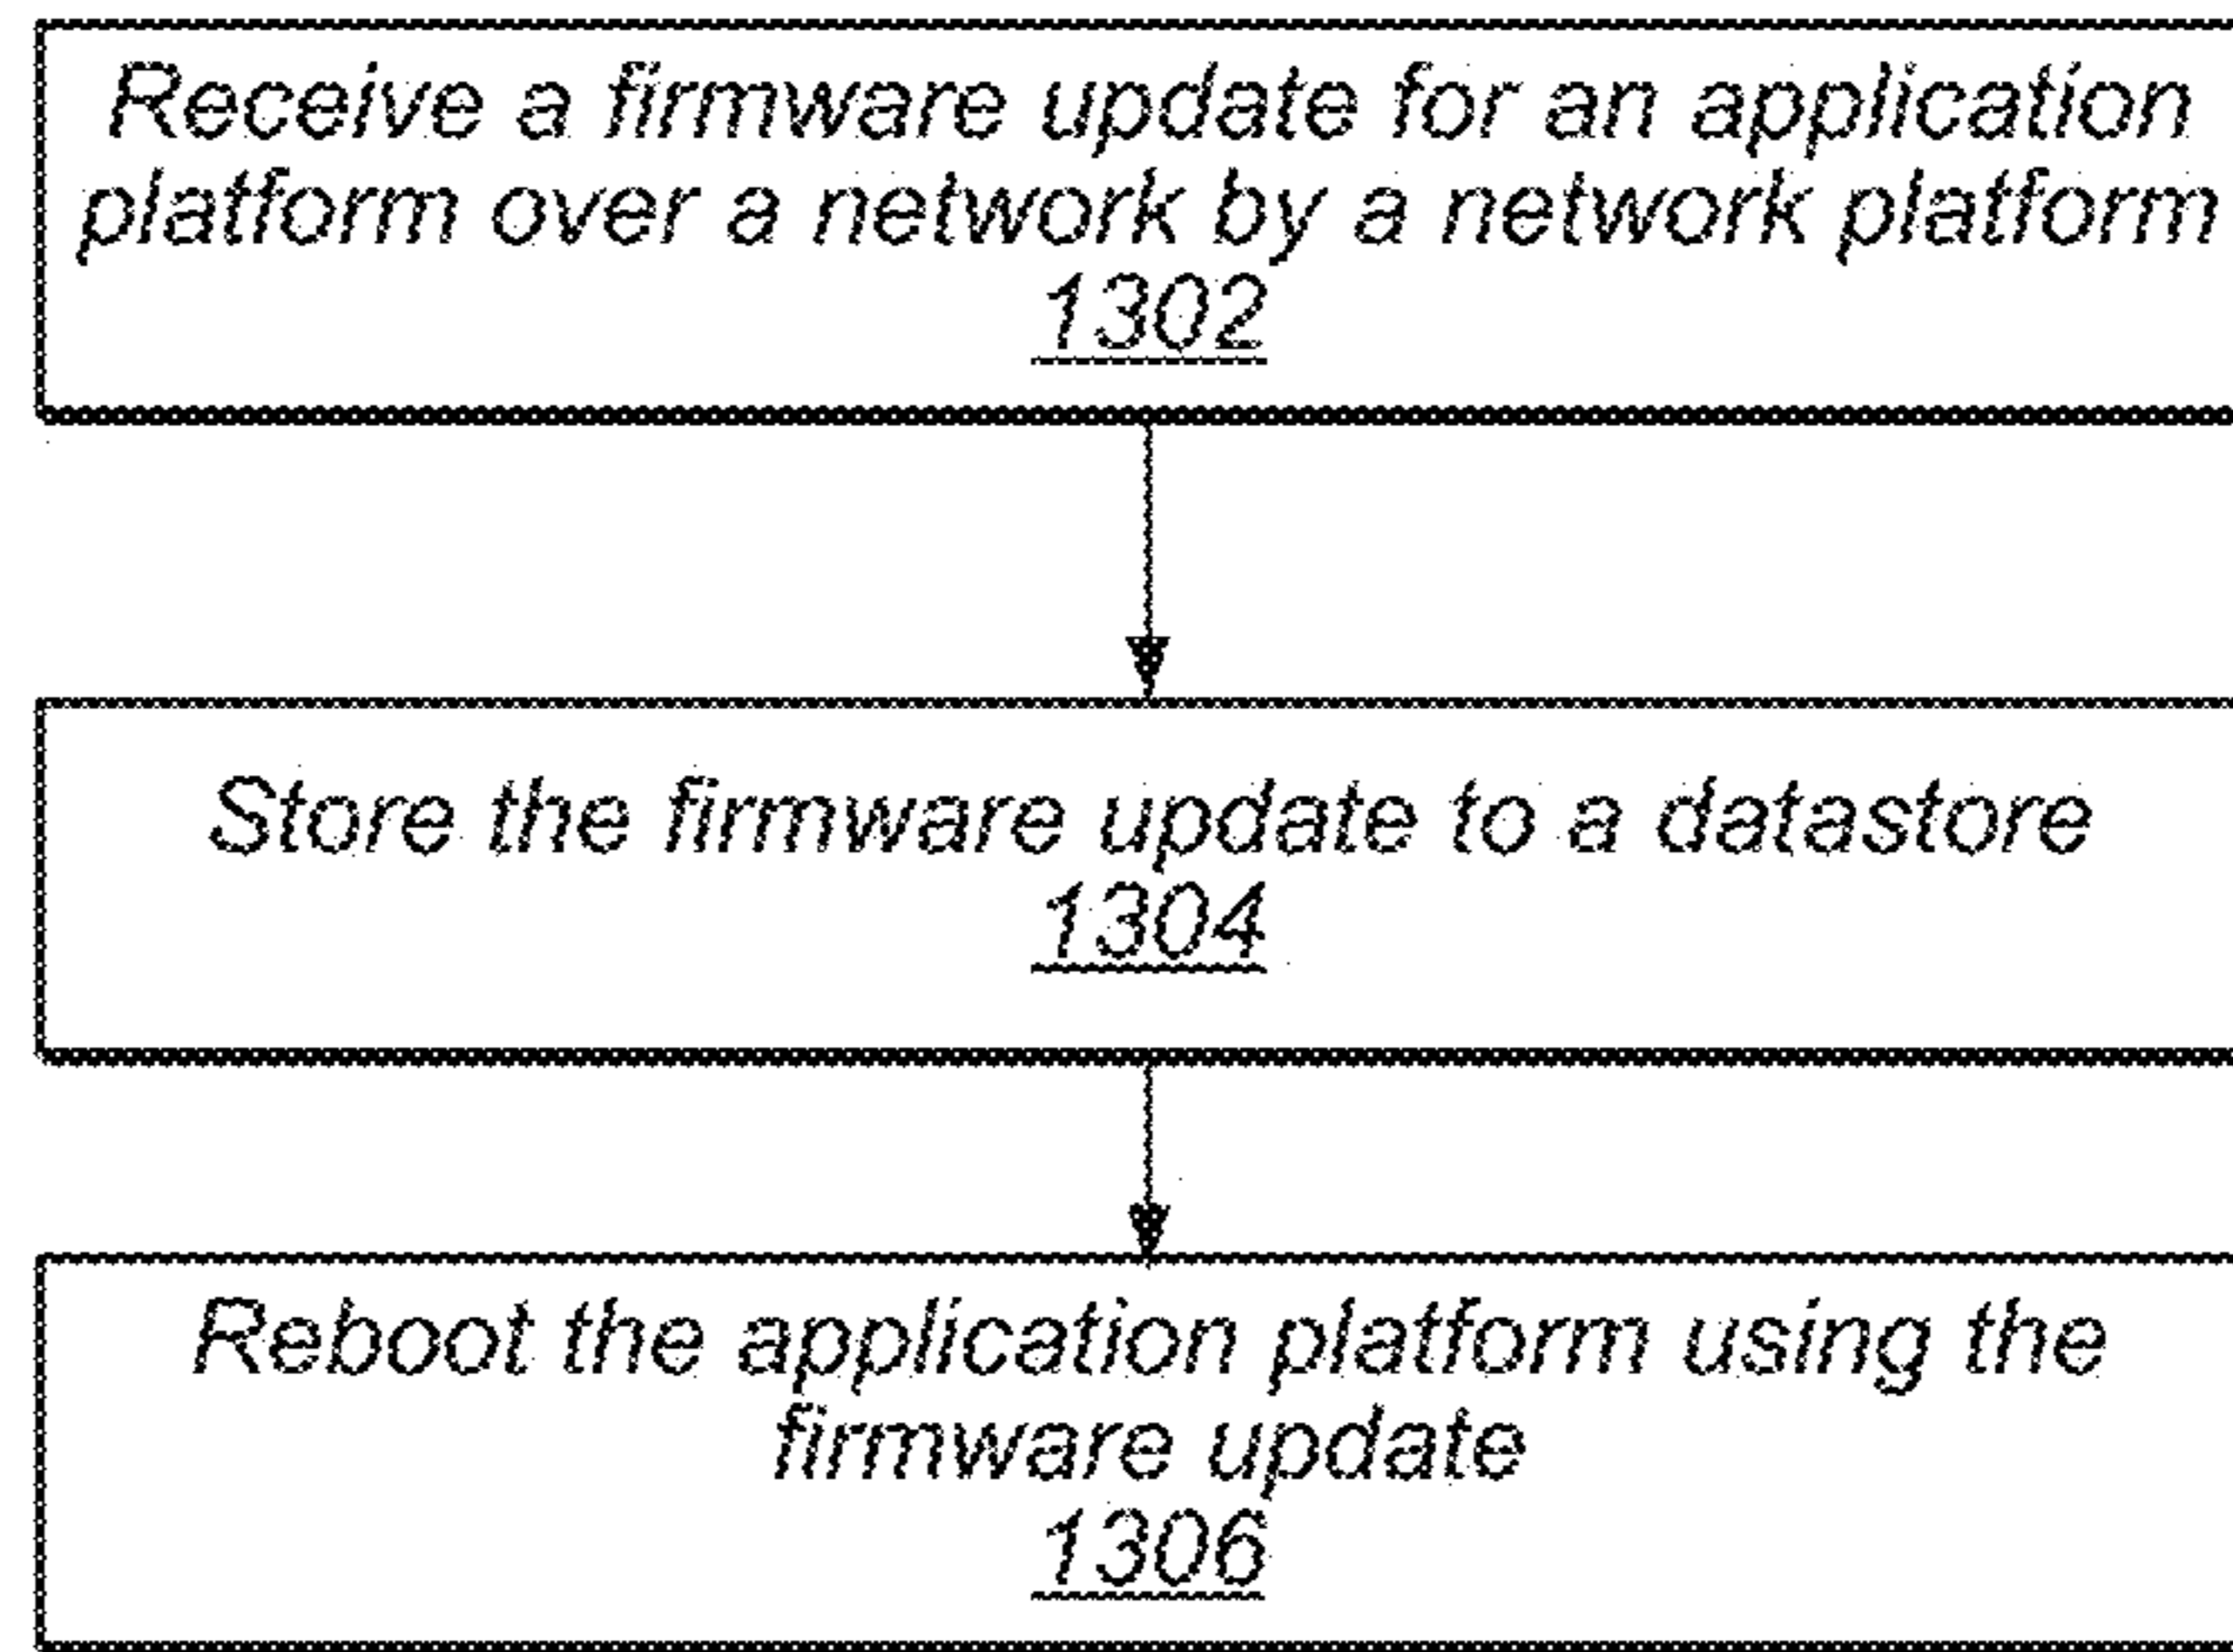 Receive a firmware update for an application
platform over a network by a network platform
1302
Store the firmware update to a datastore
1304
Reboot the application platform using the
firmware update
1306